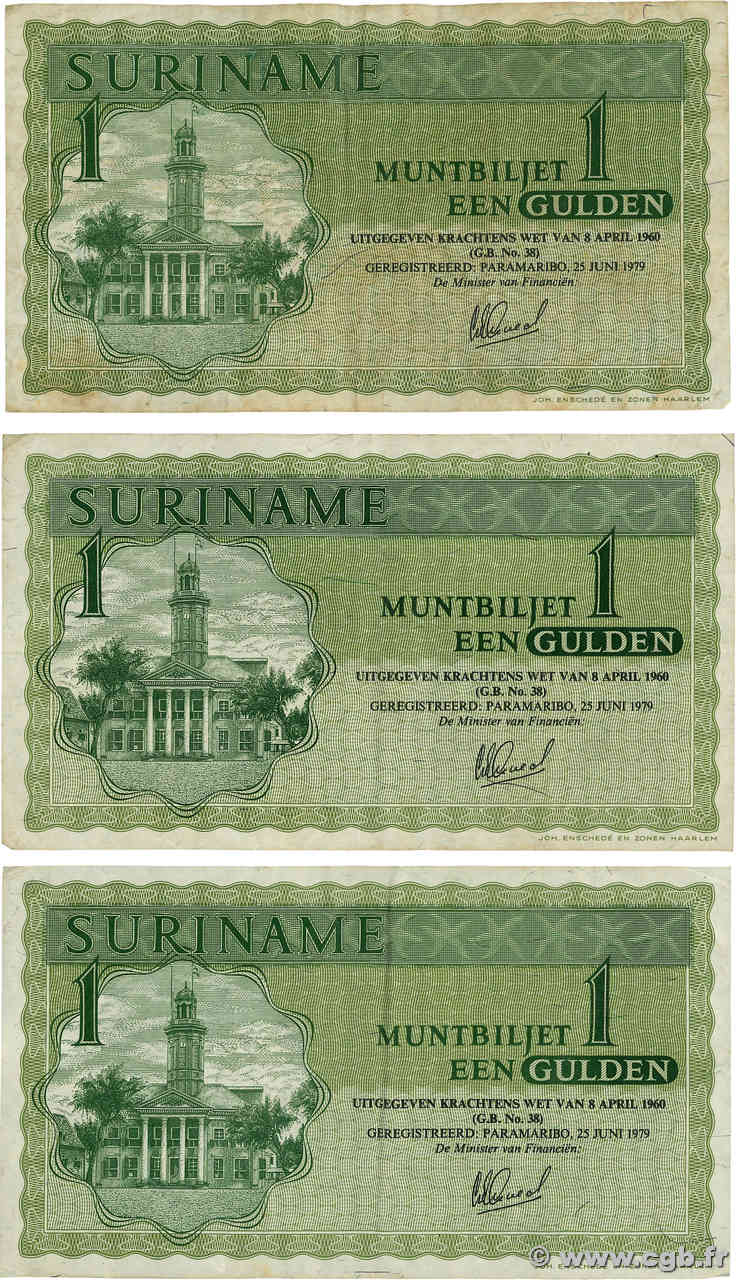 SURINAME
1
MUNTBILJET 1
EEN GULDEN
UITGEGEVEN KRACHTENS WET VAN 8 APRIL 1960
(G.B. No. 38)
GEREGISTREERD: PARAMARIBO, 25 JUNI 1979
De Minister van Financiën:
JOH. ENSCHEDÉ EN ZONEN HAARLEM
SURINAME
1
MUNTBILJET 1
EEN GULDEN
UITGEGEVEN KRACHTENS WET VAN 8 APRIL 1960
(G.B. No. 38)
GEREGISTREERD: PARAMARIBO, 25 JUNI 1979
De Minister van Financiën:
JOH. ENSCHEDÉ EN ZONEN HAARLEM
SURINAME
1
MUNTBILJET 1
EEN GULDEN
UITGEGEVEN KRACHTENS WET VAN 8 APRIL 1960
(G.B. No. 38)
GEREGISTREERD: PARAMARIBO, 25 JUNI 1979
De Minister van Financiën:
© www.cgb.fr